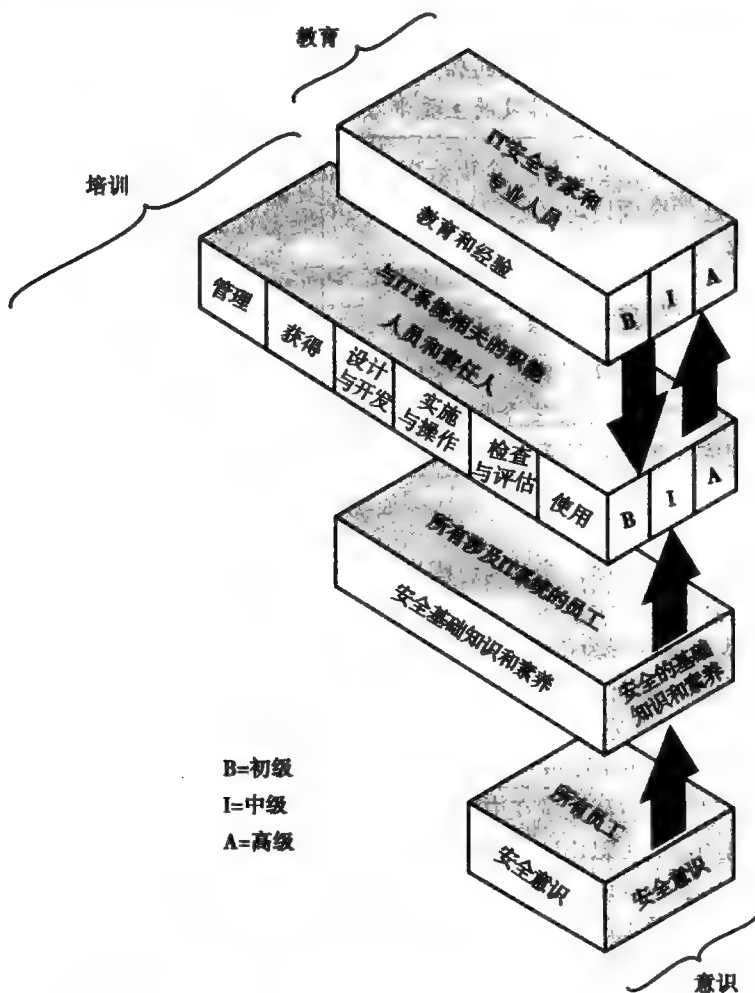 教育
培训
IT安全专家和
专业人员
教育和经验
B
I
A
与IT系统相关的职能
人员和责任人
管理
获得
设计
与开发
实施
与操作
检查
与评估
使用
B
I
A
所有涉及IT系统的员工
安全基础知识和素养
安全的基础
知识和素养
B=初级
I=中级
A=高级
所有员工
安全意识
安全意识
意识